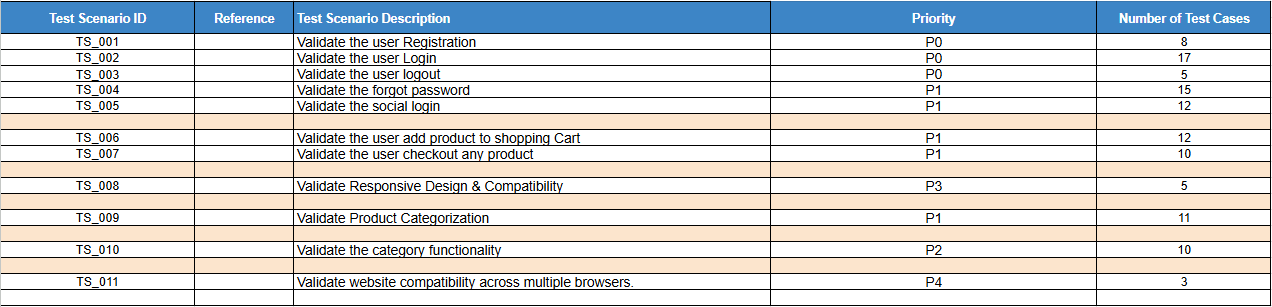 Test Scenario ID Reference Test Scenario Description Priority Number of Test Cases
TS_001 Validate the user Registration P0 8
TS_002 Validate the user Login P0 17
TS_003 Validate the user logout P0 5
TS_004 Validate the forgot password P1 15
TS_005 Validate the social login P1 12
TS_006 Validate the user add product to shopping Cart P1 12
TS_007 Validate the user checkout any product P1 10
TS_008 Validate Responsive Design & Compatibility P3 5
TS_009 Validate Product Categorization P1 11
TS_010 Validate the category functionality P2 10
TS_011 Validate website compatibility across multiple browsers. P4 3